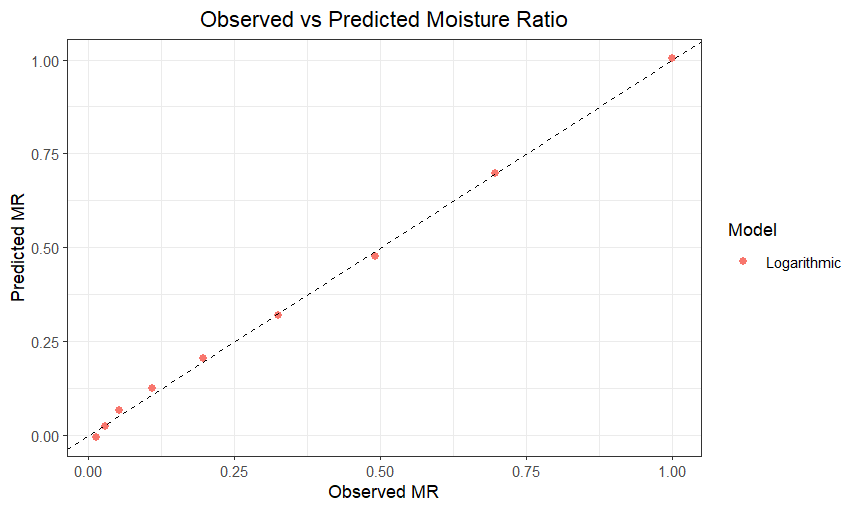 Observed vs Predicted Moisture Ratio
1.00
0.75
0.50
0.25
0.00
Predicted MR
0.00 0.25 0.50 0.75 1.00
Observed MR
Model
Logarithmic